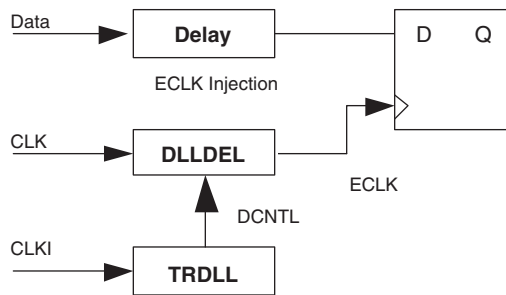 Data
Delay
D Q
ECLK Injection
CLK
DLLDEL
ECLK
DCNTL
CLKI
TRDLL